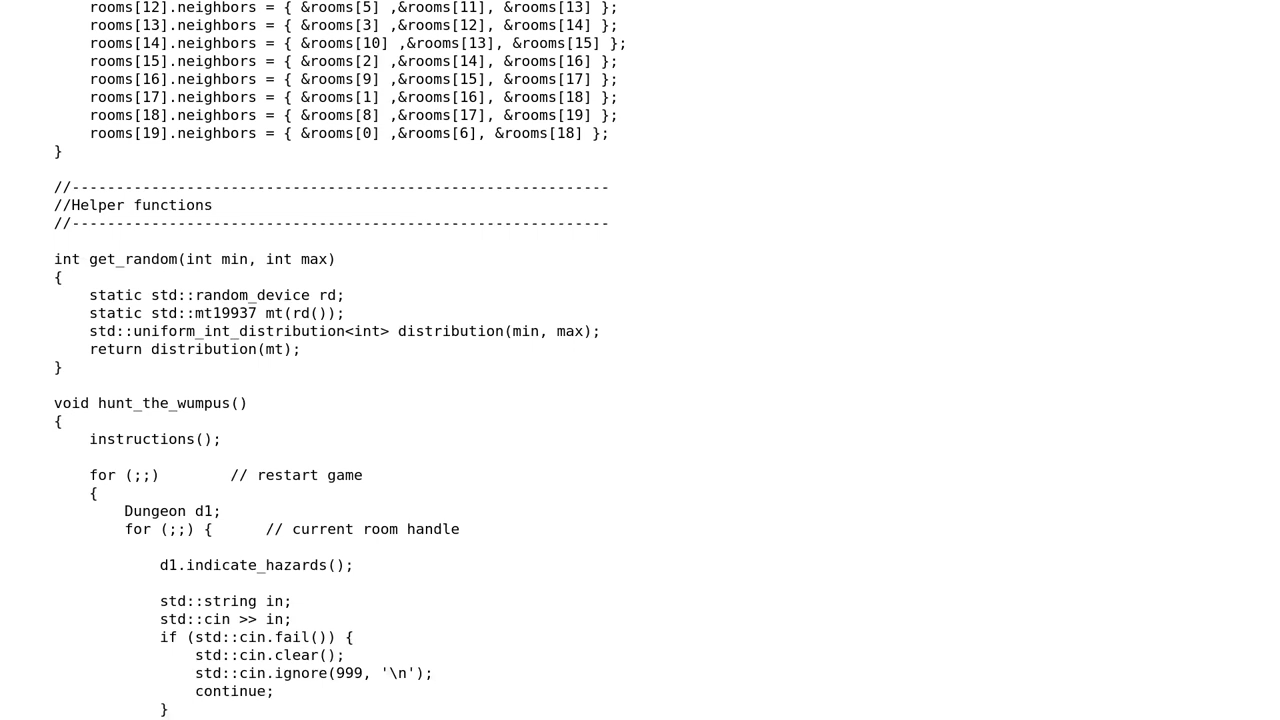 rooms[12].neighbors = { &rooms[5] ,&rooms[11], &rooms[13] };
    rooms[13].neighbors = { &rooms[3] ,&rooms[12], &rooms[14] };
    rooms[14].neighbors = { &rooms[10] ,&rooms[13], &rooms[15] };
    rooms[15].neighbors = { &rooms[2] ,&rooms[14], &rooms[16] };
    rooms[16].neighbors = { &rooms[9] ,&rooms[15], &rooms[17] };
    rooms[17].neighbors = { &rooms[1] ,&rooms[16], &rooms[18] };
    rooms[18].neighbors = { &rooms[8] ,&rooms[17], &rooms[19] };
    rooms[19].neighbors = { &rooms[0] ,&rooms[6], &rooms[18] };
}

//-------------------------------------------------------------
//Helper functions
//-------------------------------------------------------------

int get_random(int min, int max)
{
    static std::random_device rd;
    static std::mt19937 mt(rd());
    std::uniform_int_distribution<int> distribution(min, max);
    return distribution(mt);
}

void hunt_the_wumpus()
{
    instructions();

    for (;;)        // restart game
    {
        Dungeon d1;
        for (;;) {      // current room handle

            d1.indicate_hazards();

            std::string in;
            std::cin >> in;
            if (std::cin.fail()) {
                std::cin.clear();
                std::cin.ignore(999, '\n');
                continue;
            }